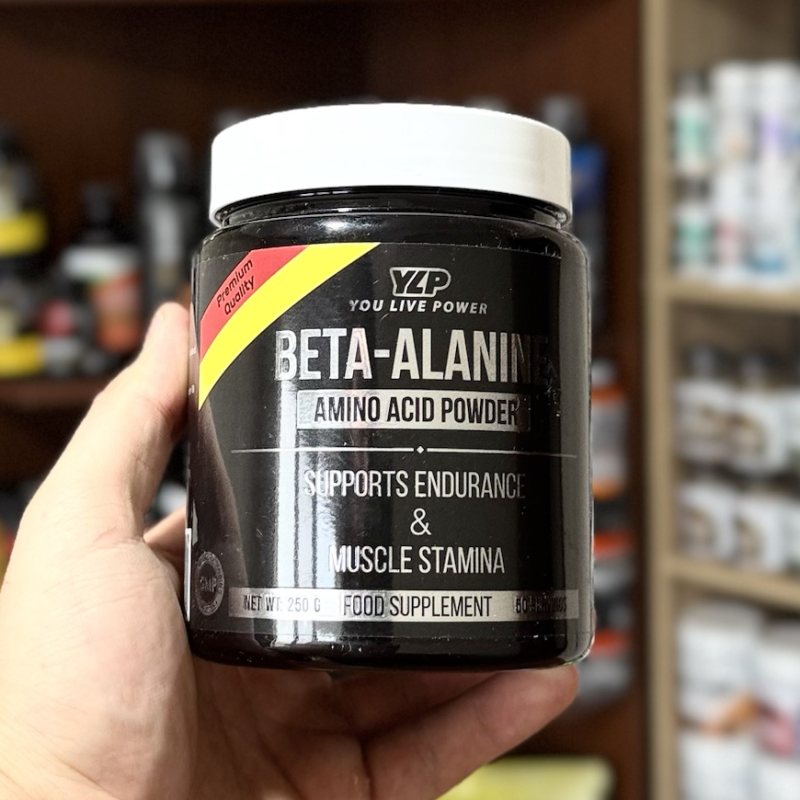 Premium
Quality
YLP
YOU LIVE POWER
BETA-ALANINE
AMINO ACID POWDER
SUPPORTS ENDURANCE
&
MUSCLE STAMINA
GMP
NET WT. 250 G FOOD SUPPLEMENT